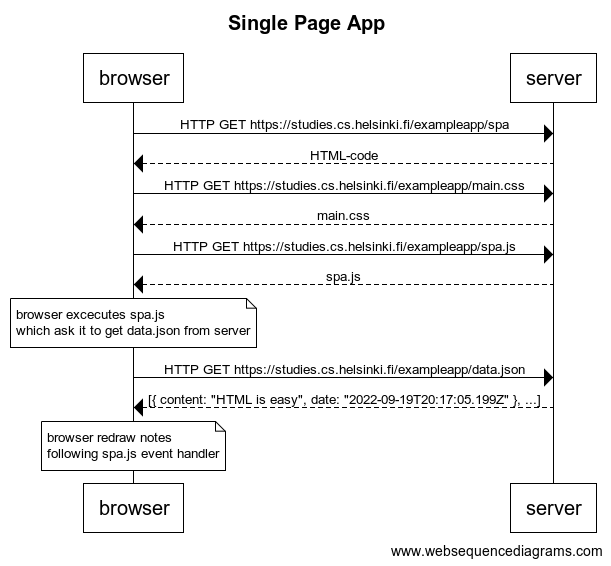 Single Page App
browser
server
HTTP GET https://studies.cs.helsinki.fi/exampleapp/spa
HTML-code
HTTP GET https://studies.cs.helsinki.fi/exampleapp/main.css
main.css
HTTP GET https://studies.cs.helsinki.fi/exampleapp/spa.js
spa.js
browser excecutes spa.js
which ask it to get data.json from server
HTTP GET https://studies.cs.helsinki.fi/exampleapp/data.json
[{ content: "HTML is easy", date: "2022-09-19T20:17:05.199Z" }, ...]
browser redraw notes
following spa.js event handler
browser
server
www.websequencediagrams.com